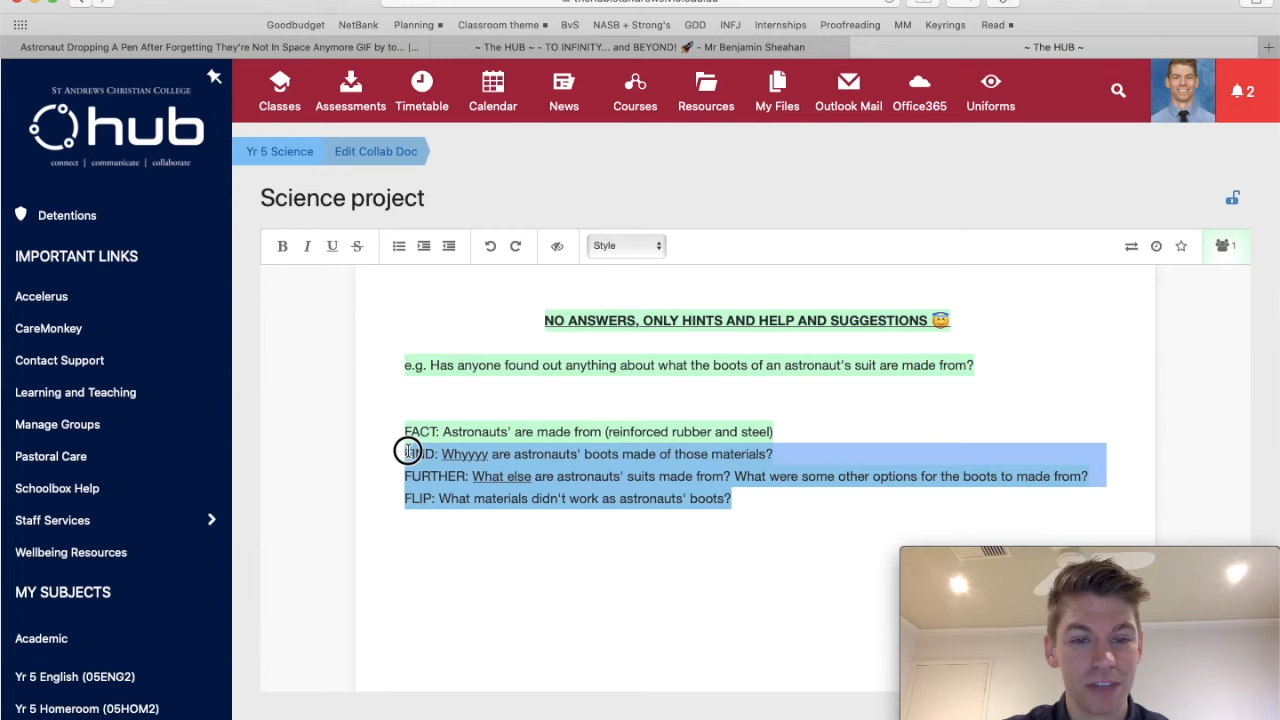 Goodbudget NetBank Planning Classroom theme BvS NASB + Strong's GDD INFJ Internships Proofreading MM Keyrings Read
Astronaut Dropping A Pen After Forgetting They're Not In Space Anymore GIF by to... |...
~ The HUB ~ - TO INFINITY... and BEYOND! 🚀 - Mr Benjamin Sheahan
~ The HUB ~
ST ANDREWS CHRISTIAN COLLEGE
hub
connect | communicate | collaborate
Classes Assessments Timetable Calendar News Courses Resources My Files Outlook Mail Office365 Uniforms
2
Yr 5 Science Edit Collab Doc
Science project
B I U S Style 1
Detentions
IMPORTANT LINKS
Accelerus
CareMonkey
Contact Support
Learning and Teaching
Manage Groups
Pastoral Care
Schoolbox Help
Staff Services
Wellbeing Resources
MY SUBJECTS
Academic
Yr 5 English (05ENG2)
Yr 5 Homeroom (05HOM2)
NO ANSWERS, ONLY HINTS AND HELP AND SUGGESTIONS 😇
e.g. Has anyone found out anything about what the boots of an astronaut's suit are made from?
FACT: Astronauts' are made from (reinforced rubber and steel)
FIND: Whyyyy are astronauts' boots made of those materials?
FURTHER: What else are astronauts' suits made from? What were some other options for the boots to made from?
FLIP: What materials didn't work as astronauts' boots?